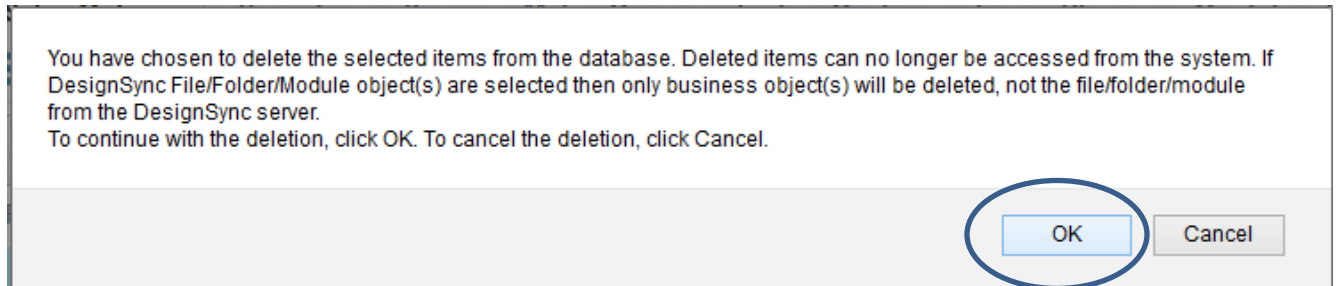 You have chosen to delete the selected items from the database. Deleted items can no longer be accessed from the system. If
DesignSync File/Folder/Module object(s) are selected then only business object(s) will be deleted, not the file/folder/module
from the DesignSync server.
To continue with the deletion, click OK. To cancel the deletion, click Cancel.
OK Cancel